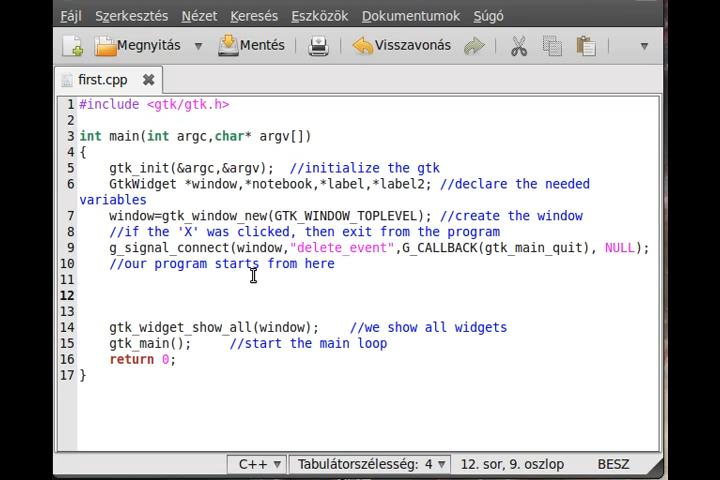 Fájl Szerkesztés Nézet Keresés Eszközök Dokumentumok Súgó
Megnyitás Mentés Visszavonás
first.cpp
1 #include <gtk/gtk.h>
2
3 int main(int argc,char* argv[])
4 {
5 gtk_init(&argc,&argv); //initialize the gtk
6 GtkWidget *window,*notebook,*label,*label2; //declare the needed
variables
7 window=gtk_window_new(GTK_WINDOW_TOPLEVEL); //create the window
8 //if the 'X' was clicked, then exit from the program
9 g_signal_connect(window,"delete_event",G_CALLBACK(gtk_main_quit), NULL);
10 //our program starts from here
11
12
13
14 gtk_widget_show_all(window); //we show all widgets
15 gtk_main(); //start the main loop
16 return 0;
17 }
C++ Tabulátorszélesség: 4 12. sor, 9. oszlop BESZ